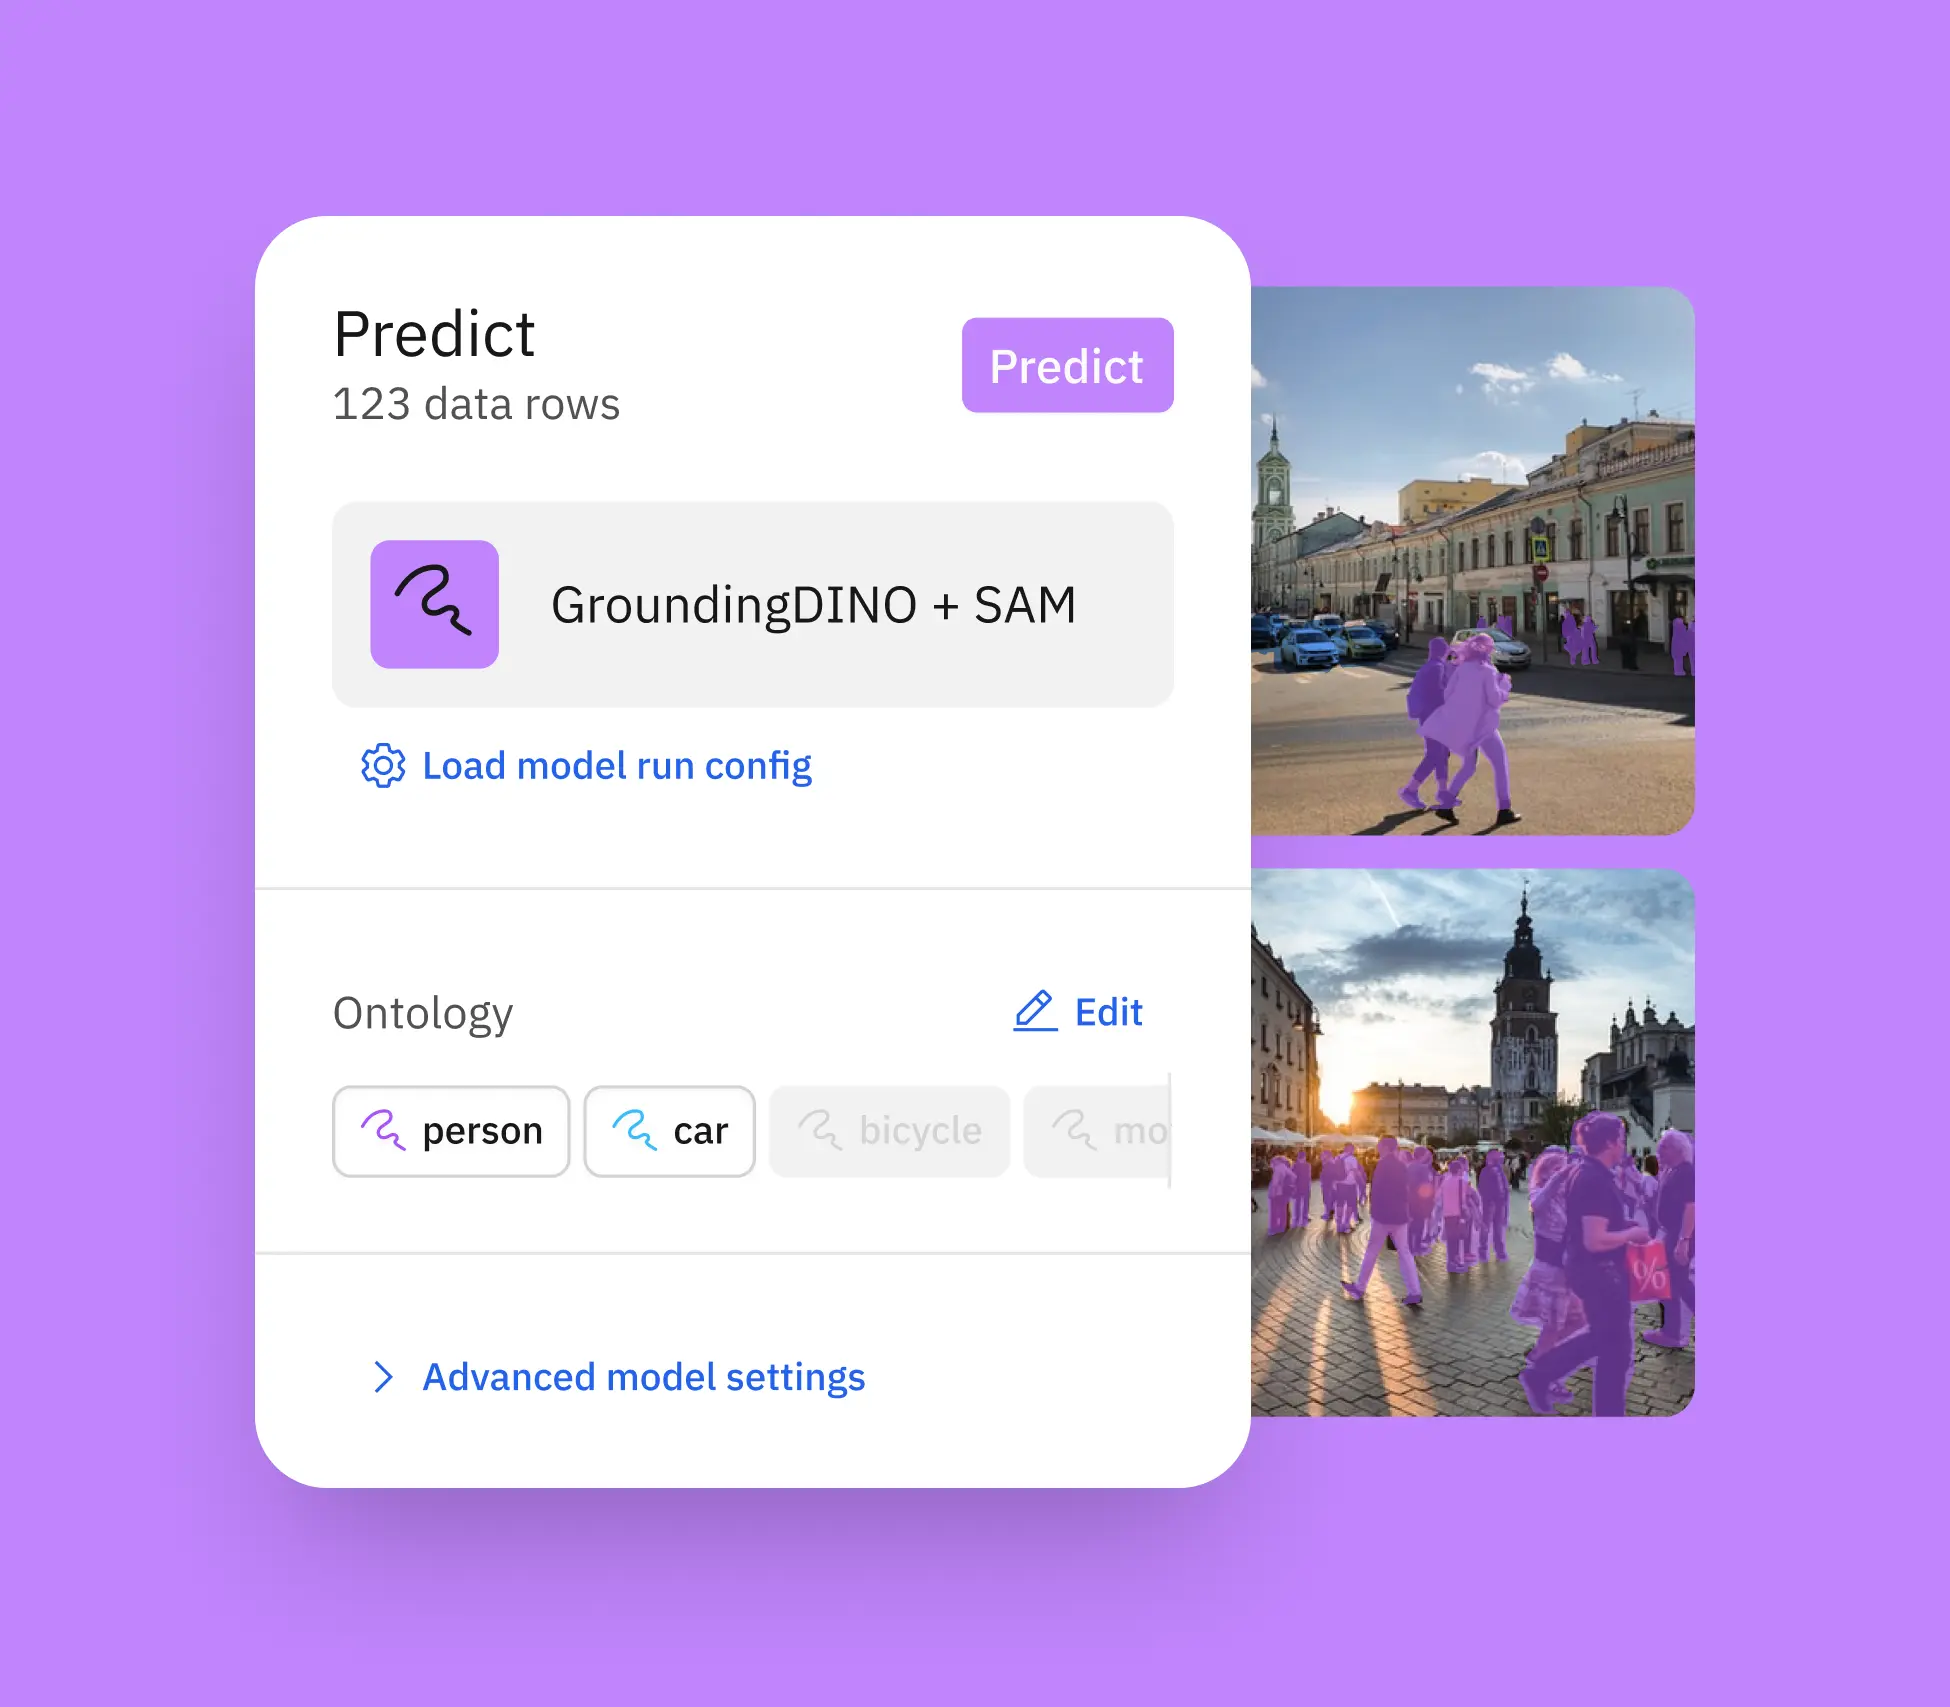 Predict
123 data rows
Predict
GroundingDINO + SAM
Load model run config
Ontology
Edit
person
car
bicycle
mo
Advanced model settings
%